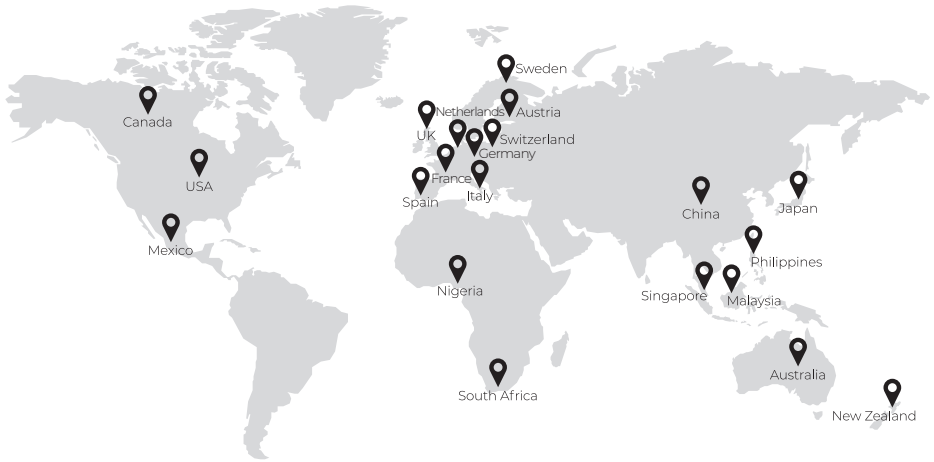 Sweden
Canada
Netherlands
Austria
UK
Switzerland
Germany
USA
France
Italy
Spain
China
Japan
Mexico
Philippines
Nigeria
Singapore
Malaysia
Australia
South Africa
New Zealand